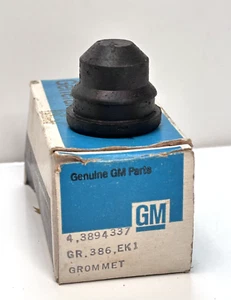 Genuine GM Parts
GM
4,3894337
GR.386,EK1
GROMMET